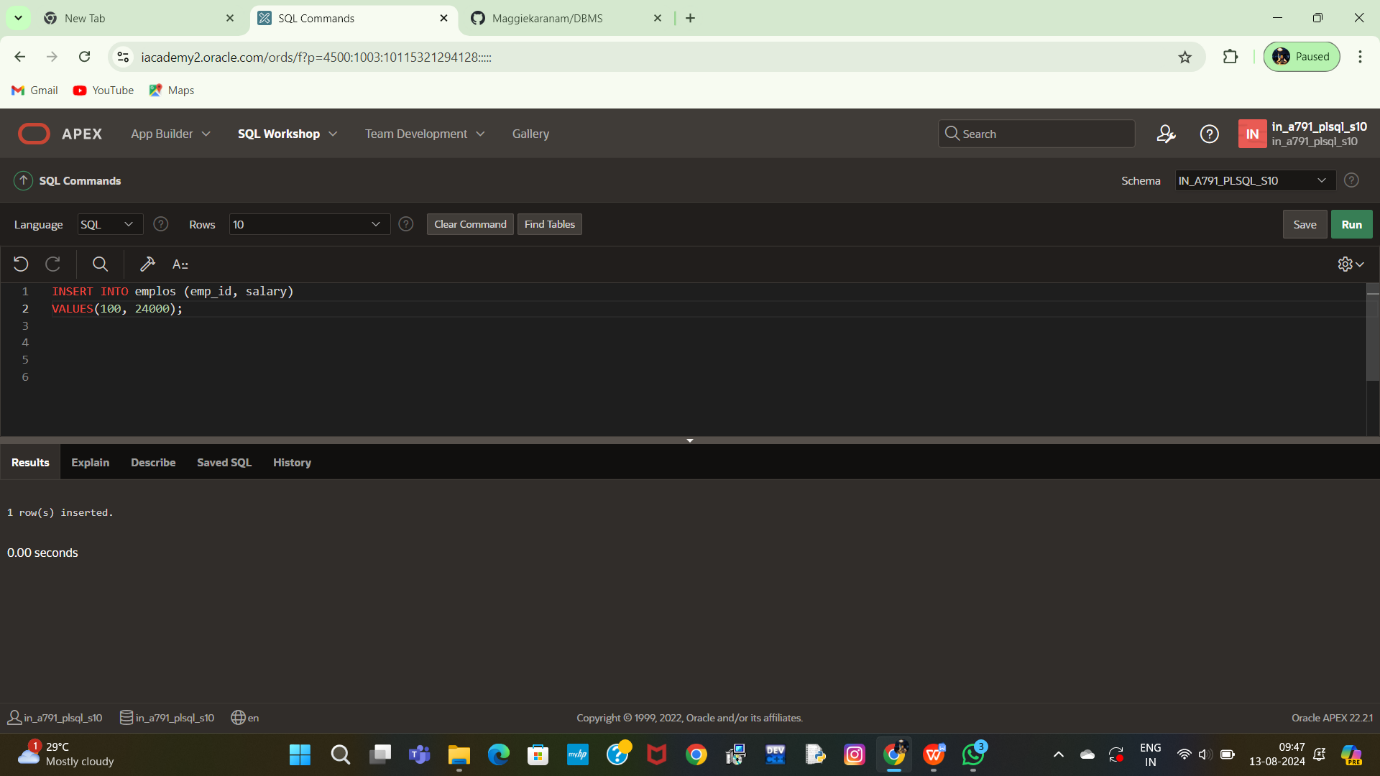 New Tab
SQL Commands
Maggiekaranam/DBMS
iacademy2.oracle.com/ords/f?p=4500:1003:10115321294128:::::
Paused
Gmail
YouTube
Maps
APEX
App Builder
SQL Workshop
Team Development
Gallery
Search
IN
in_a791_plsql_s10
in_a791_plsql_s10
SQL Commands
Schema
IN_A791_PLSQL_S10
Language
SQL
Rows
10
Clear Command
Find Tables
Save
Run
A::
1 INSERT INTO emplos (emp_id, salary)
2 VALUES(100, 24000);
3
4
5
6
Results
Explain
Describe
Saved SQL
History
1 row(s) inserted.
0.00 seconds
in_a791_plsql_s10
in_a791_plsql_s10
en
Copyright © 1999, 2022, Oracle and/or its affiliates.
Oracle APEX 22.2.1
1
29°C
Mostly cloudy
myhp
DEV
3
ENG
IN
09:47
13-08-2024
PRE